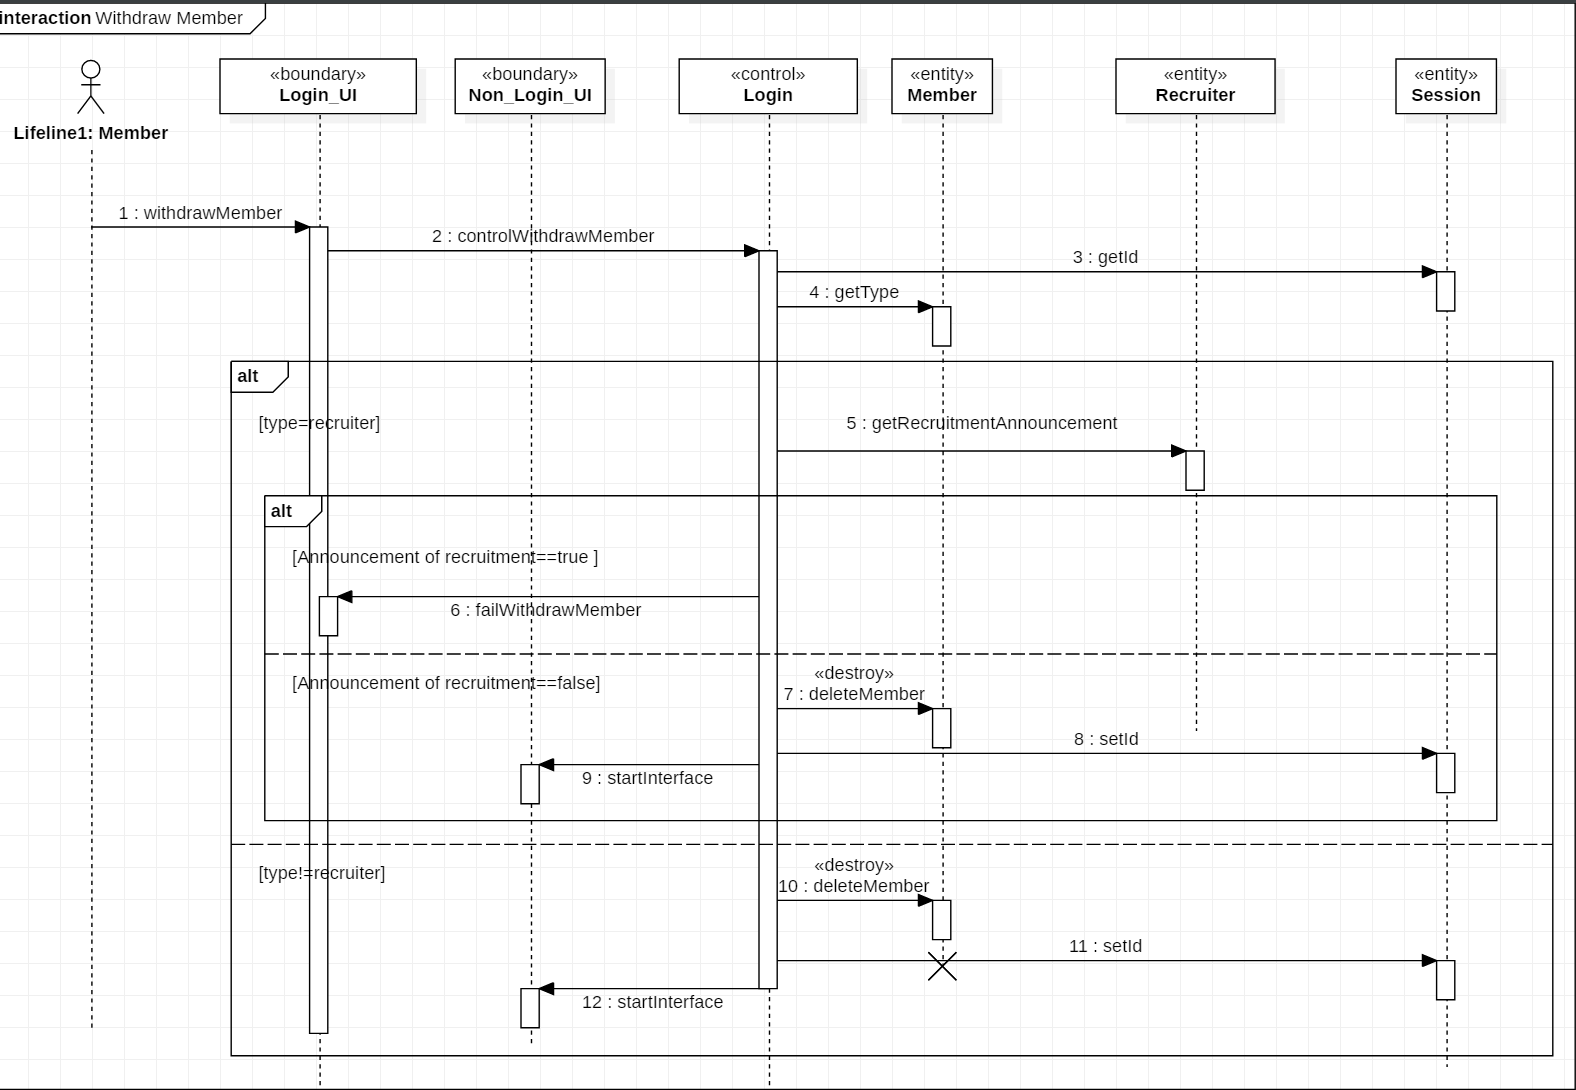 interaction Withdraw Member
«boundary»
Login_UI
«boundary»
Non_Login_UI
«control»
Login
«entity»
Member
«entity»
Recruiter
«entity»
Session
Lifeline1: Member
1 : withdrawMember
2 : controlWithdrawMember
3 : getId
4 : getType
alt
[type=recruiter]
5 : getRecruitmentAnnouncement
alt
[Announcement of recruitment==true ]
6 : failWithdrawMember
[Announcement of recruitment==false]
«destroy»
7 : deleteMember
8 : setId
9 : startInterface
[type!=recruiter]
«destroy»
10 : deleteMember
11 : setId
12 : startInterface